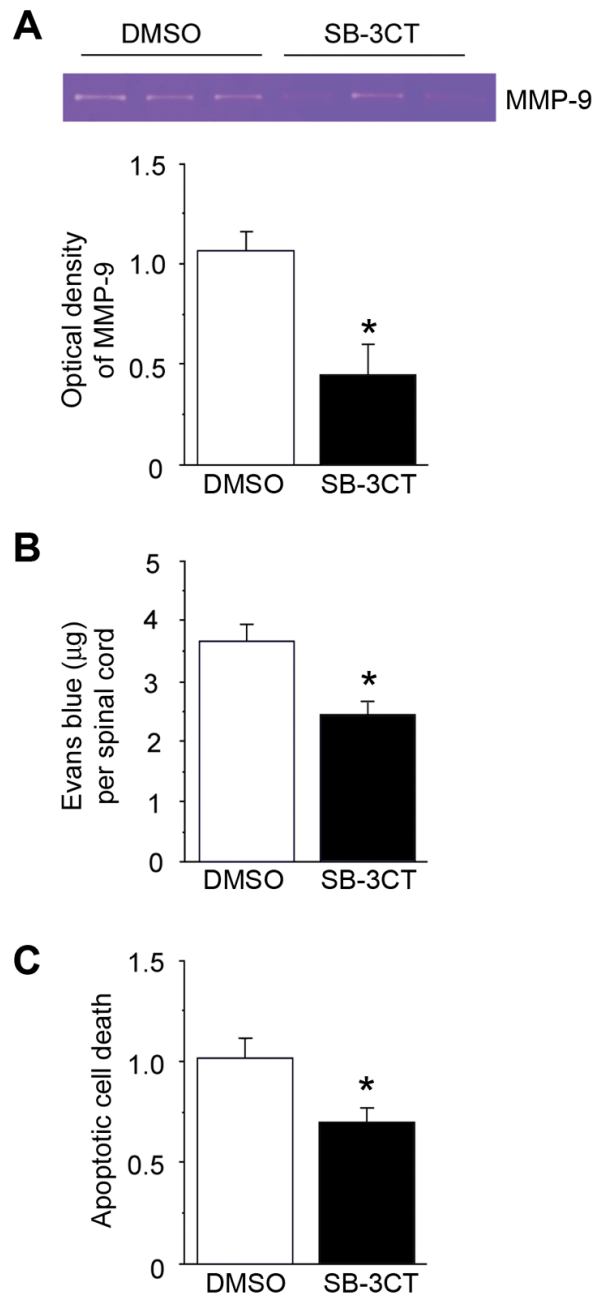 A
DMSO SB-3CT
MMP-9
1.5
1.0
0.5
0
Optical density
of MMP-9
*
DMSO SB-3CT
B
5
4
3
2
1
0
Evans blue (µg)
per spinal cord
*
DMSO SB-3CT
C
1.5
1.0
0.5
0
Apoptotic cell death
*
DMSO SB-3CT